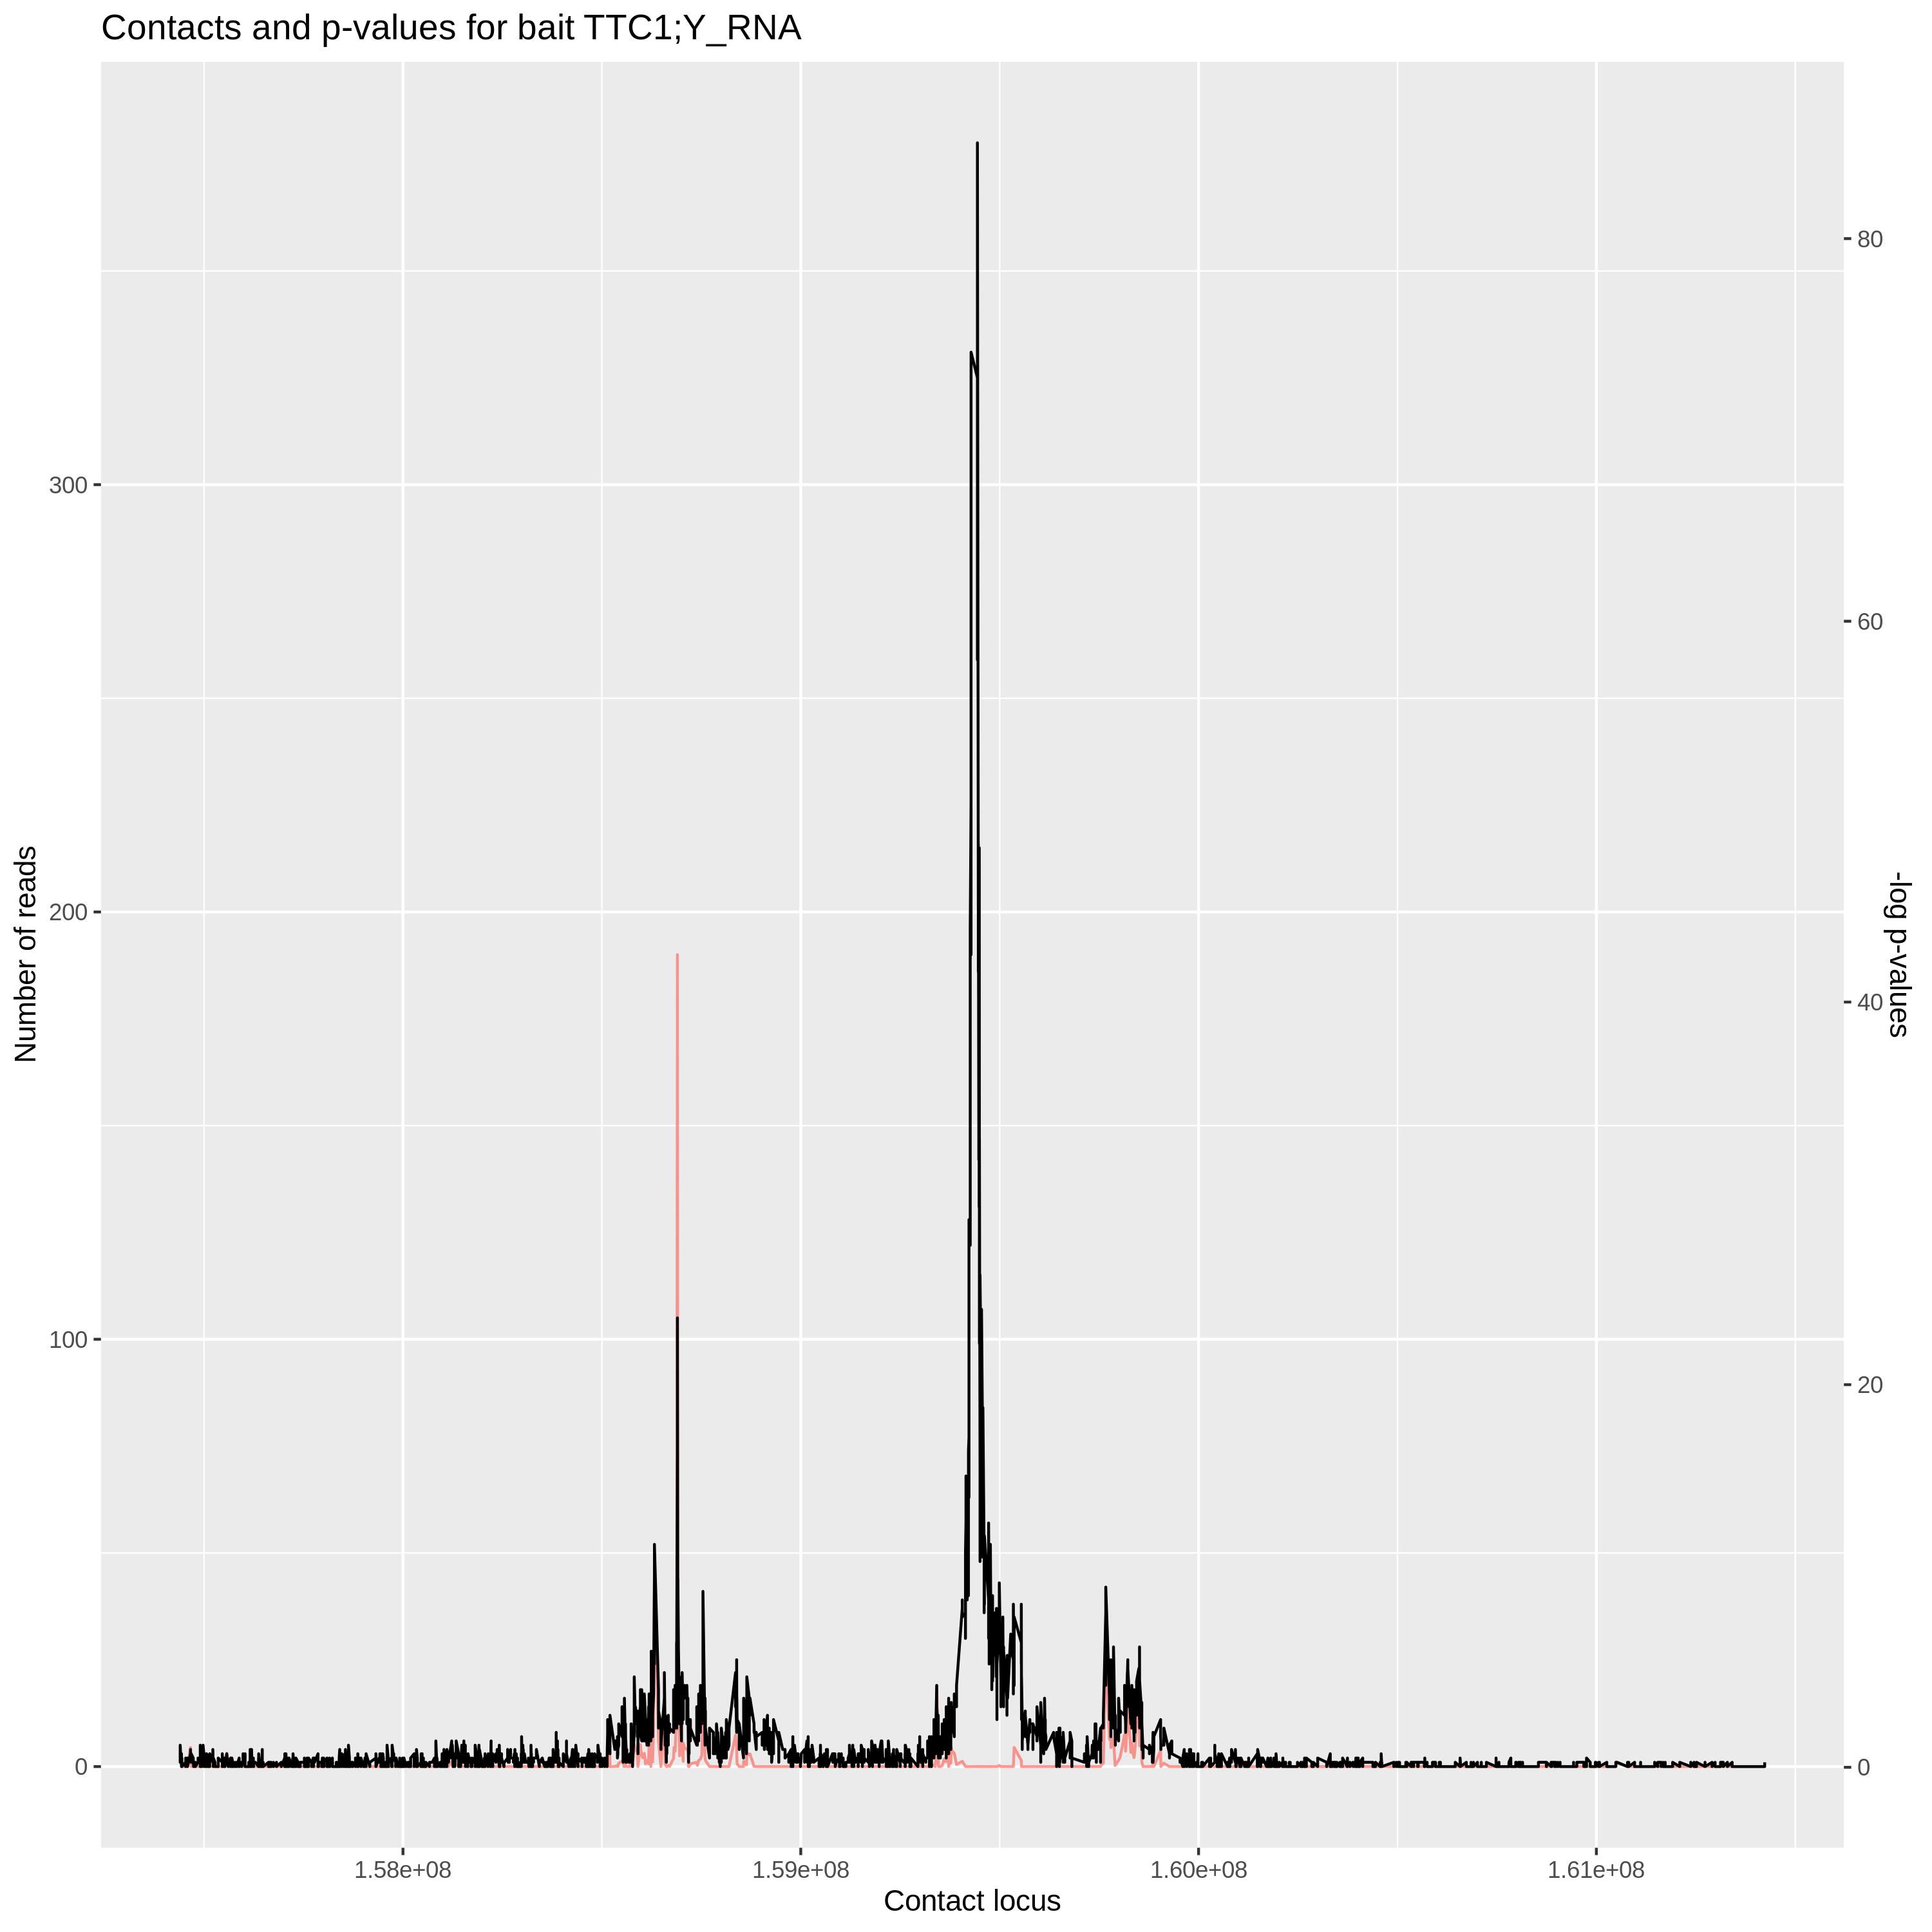 Contacts and p-values for bait TTC1;Y_RNA
Number of reads
300
200
100
0
80
60
40
20
0
-log p-values
1.58e+08
1.59e+08
1.60e+08
1.61e+08
Contact locus